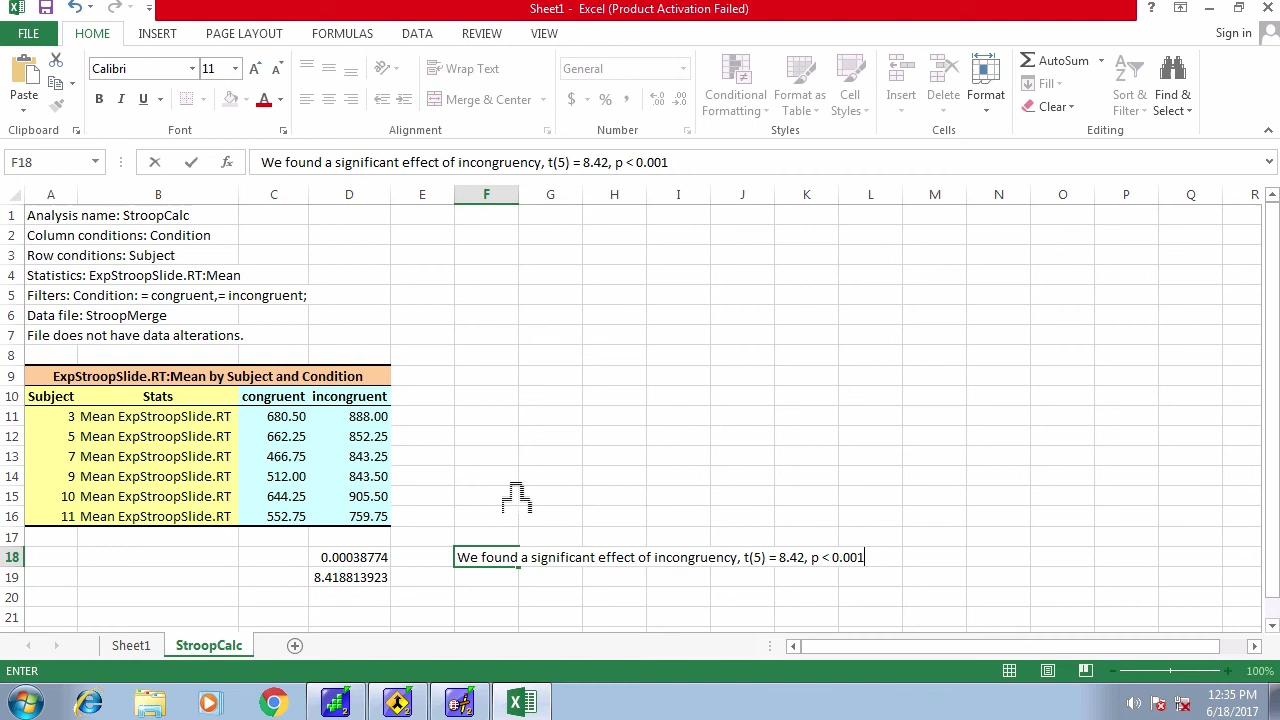 Sheet1 - Excel (Product Activation Failed)
FILE HOME INSERT PAGE LAYOUT FORMULAS DATA REVIEW VIEW Sign in
Paste
Calibri 11
B I U A
Wrap Text
Merge & Center
General
$ % ,
Conditional Formatting
Format as Table
Cell Styles
Insert Delete Format
AutoSum
Fill
Clear
Sort & Filter
Find & Select
Clipboard Font Alignment Number Styles Cells Editing
F18 fx We found a significant effect of incongruency, t(5) = 8.42, p < 0.001
A B C D E F G H I J K L M N O P Q R
1 Analysis name: StroopCalc
2 Column conditions: Condition
3 Row conditions: Subject
4 Statistics: ExpStroopSlide.RT:Mean
5 Filters: Condition: = congruent,= incongruent;
6 Data file: StroopMerge
7 File does not have data alterations.
8
9 ExpStroopSlide.RT:Mean by Subject and Condition
10 Subject Stats congruent incongruent
11 3 Mean ExpStroopSlide.RT 680.50 888.00
12 5 Mean ExpStroopSlide.RT 662.25 852.25
13 7 Mean ExpStroopSlide.RT 466.75 843.25
14 9 Mean ExpStroopSlide.RT 512.00 843.50
15 10 Mean ExpStroopSlide.RT 644.25 905.50
16 11 Mean ExpStroopSlide.RT 552.75 759.75
17
18 0.00038774 We found a significant effect of incongruency, t(5) = 8.42, p < 0.001
19 8.418813923
20
21
Sheet1 StroopCalc
ENTER 100%
12:35 PM
6/18/2017